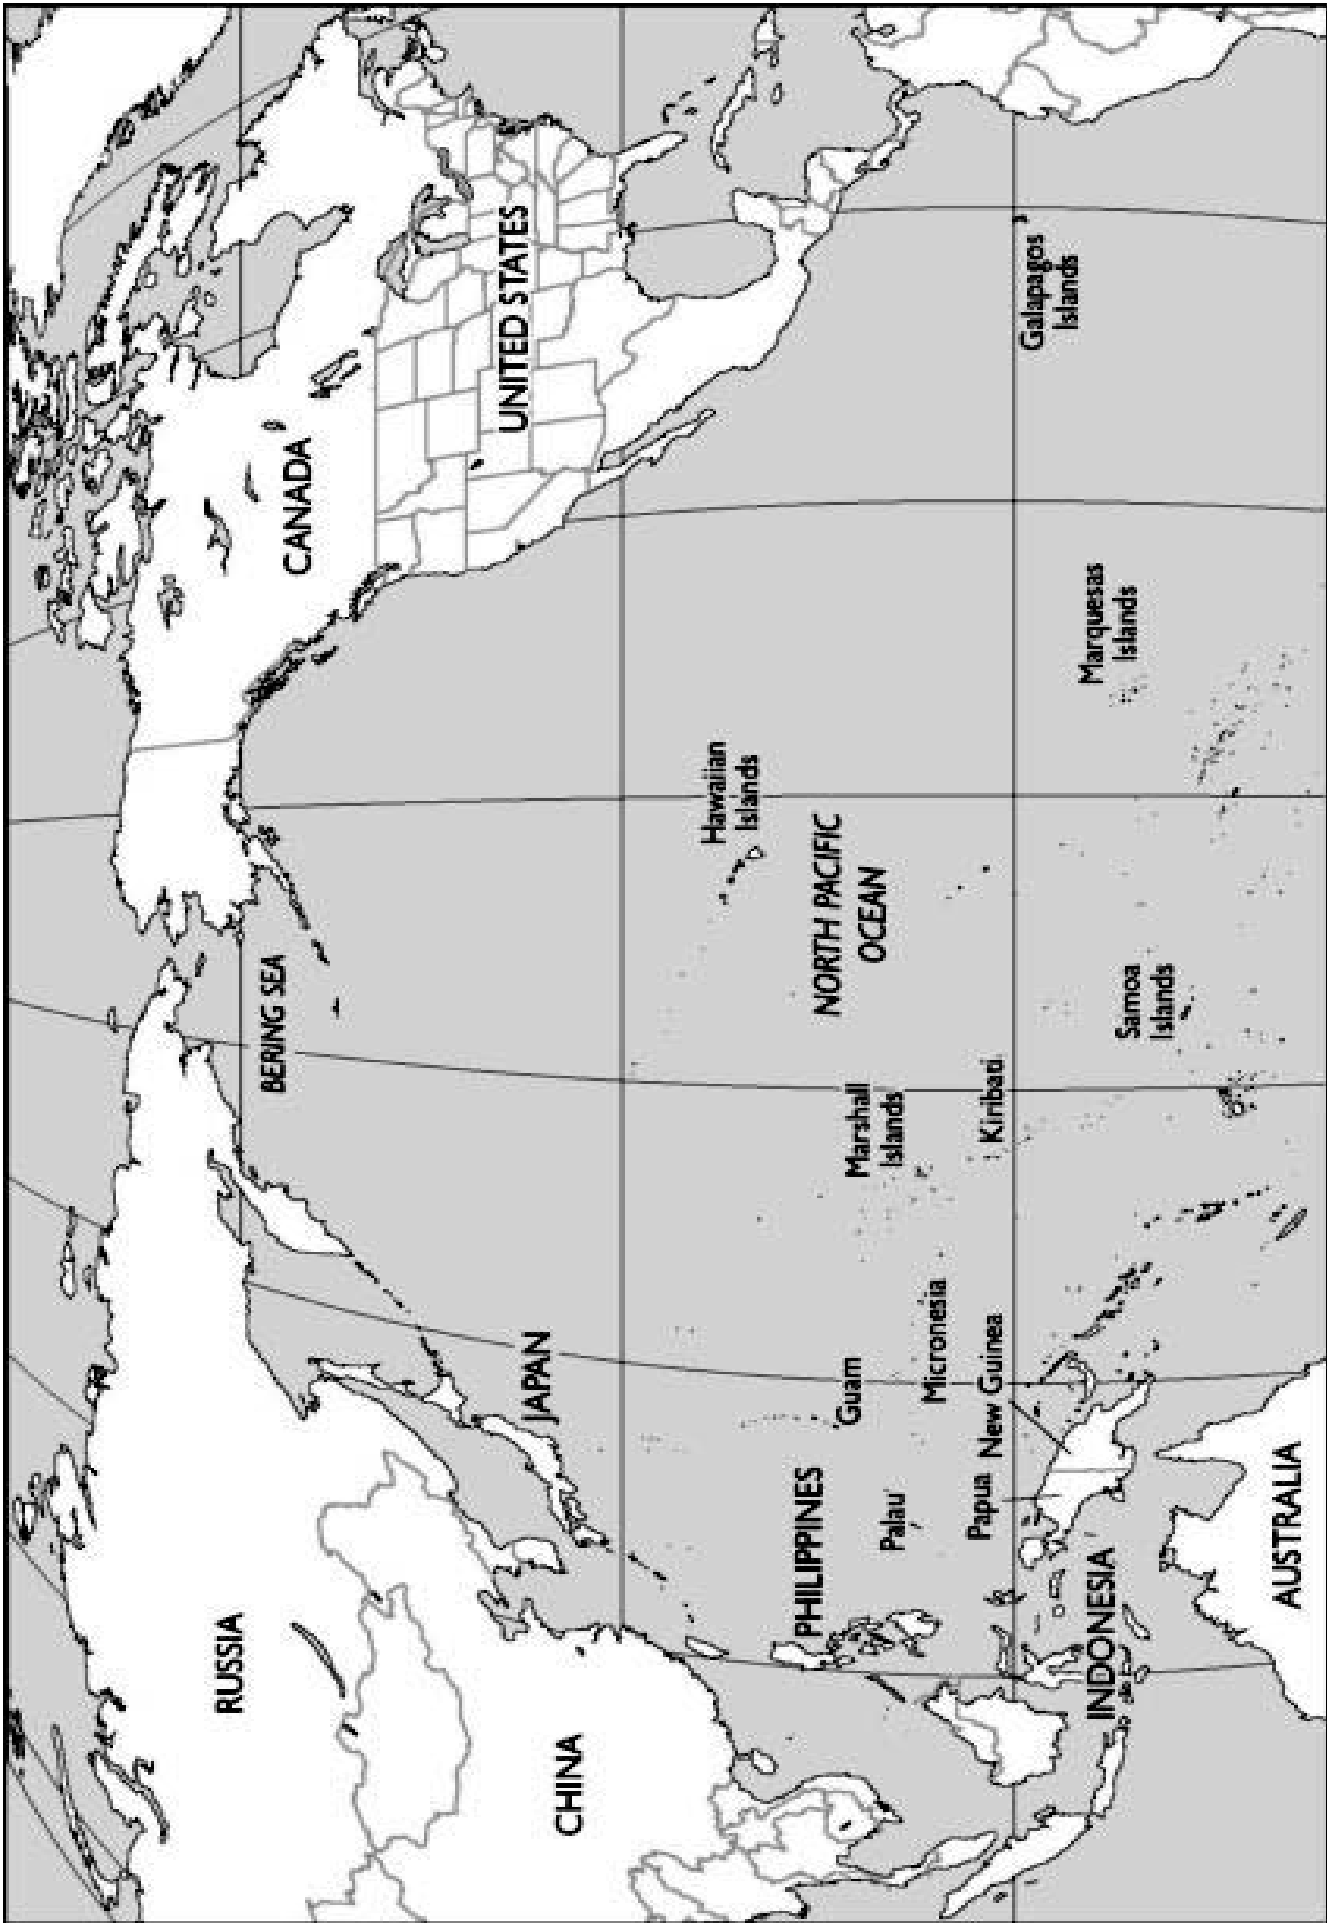 RUSSIA
CANADA
BERING SEA
UNITED STATES
JAPAN
CHINA
Hawaiian
Islands
NORTH PACIFIC
OCEAN
PHILIPPINES
Guam
Marshall
Islands
Palau
Micronesia
Papua New Guinea
Kiribati
Galapagos
Islands
INDONESIA
Samoa
Islands
Marquesas
Islands
AUSTRALIA